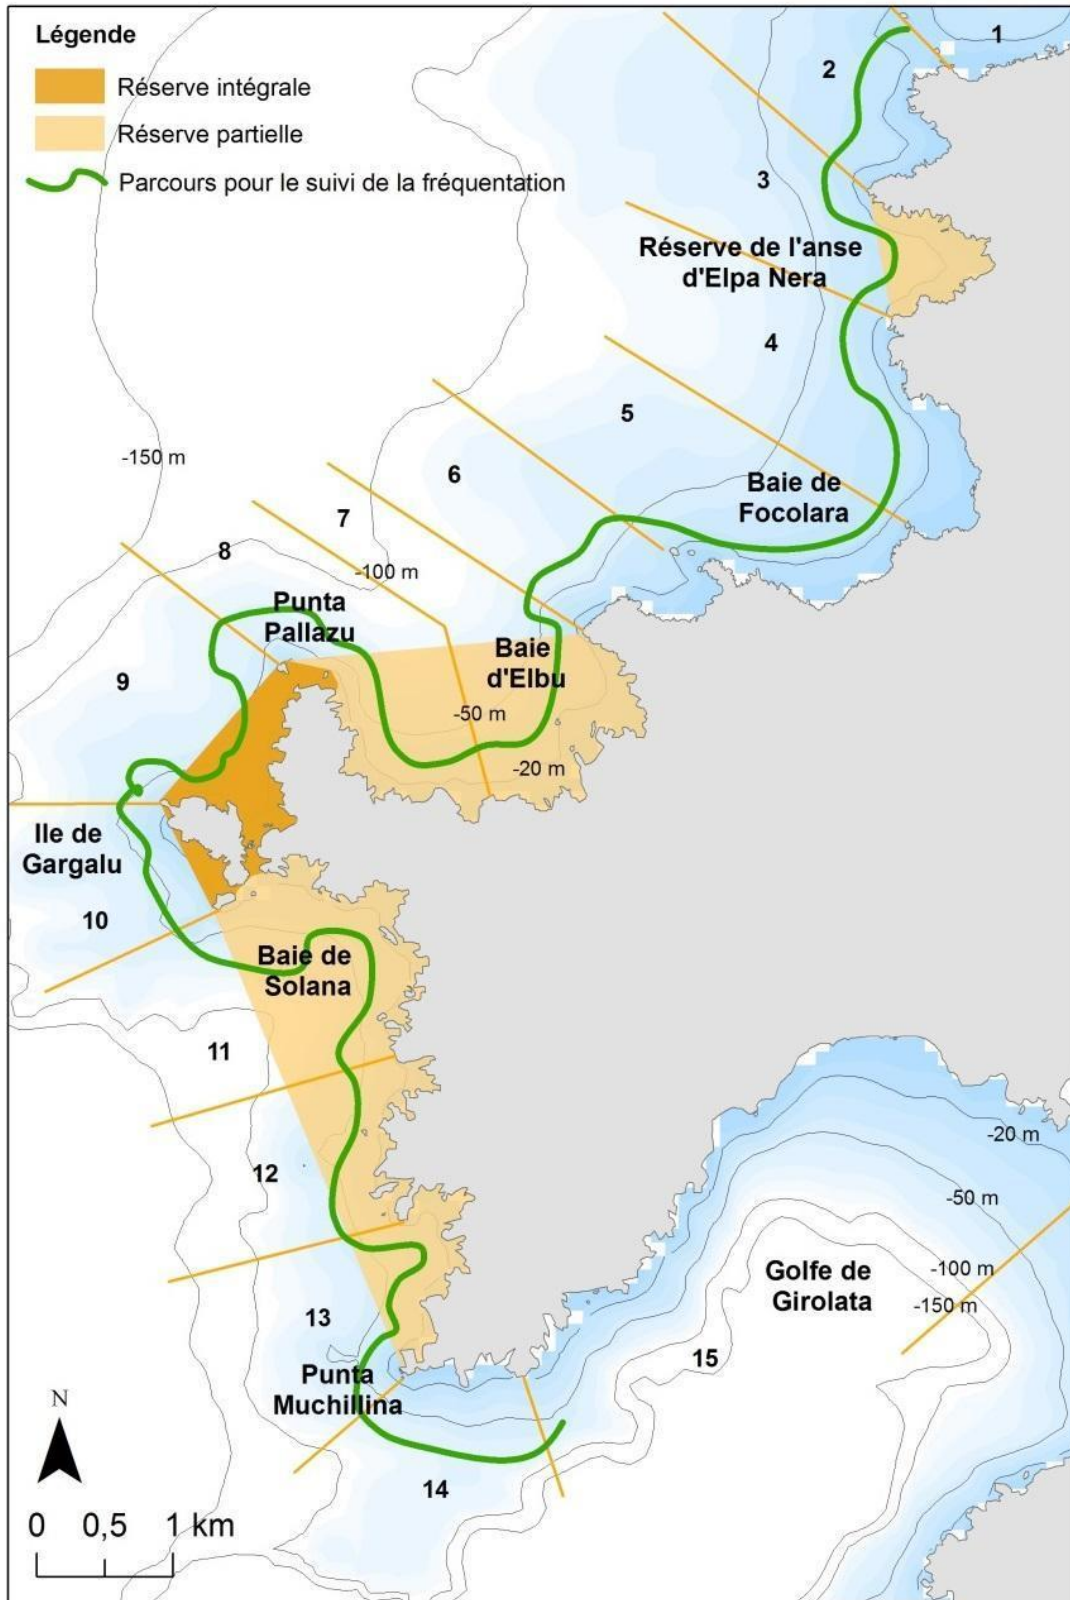 Légende
Réserve intégrale
Réserve partielle
Parcours pour le suivi de la fréquentation
1
2
3
Réserve de l'anse
d'Elpa Nera
4
5
-150 m
6
Baie de
Focolara
7
8
-100 m
Punta
Pallazu
Baie
d'Elbu
9
-50 m
-20 m
Ile de
Gargalu
10
Baie de
Solana
11
-20 m
12
-50 m
Golfe de
Girolata
-100 m
-150 m
13
15
Punta
Muchillina
N
14
0 0,5 1 km